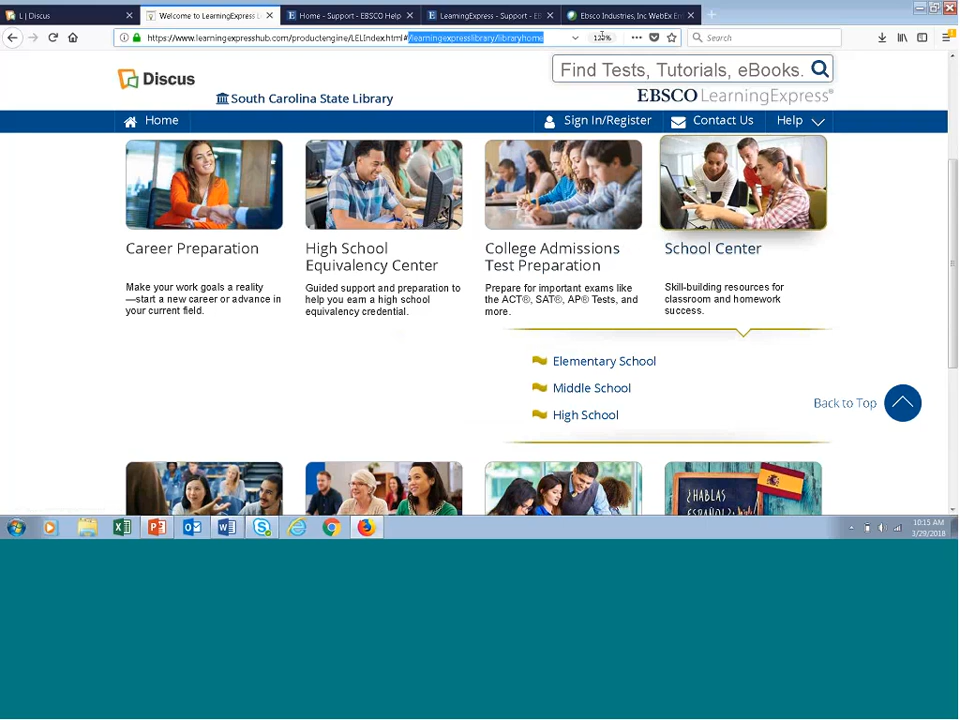 L | Discus
Welcome to LearningExpress L
Home - Support - EBSCO Help
LearningExpress - Support - EB
Ebsco Industries, Inc WebEx En
https://www.learningexpresshub.com/productengine/LELIndex.html#/learningexpresslibrary/libraryhome
120%
Search
Discus
Find Tests, Tutorials, eBooks.
South Carolina State Library
EBSCO LearningExpress®
Home
Sign In/Register
Contact Us
Help
Career Preparation
High School
Equivalency Center
College Admissions
Test Preparation
School Center
Make your work goals a reality
—start a new career or advance in
your current field.
Guided support and preparation to
help you earn a high school
equivalency credential.
Prepare for important exams like
the ACT®, SAT®, AP® Tests, and
more.
Skill-building resources for
classroom and homework
success.
Elementary School
Middle School
High School
Back to Top
¿HABLAS
ESPAÑOL?
10:15 AM
3/29/2018